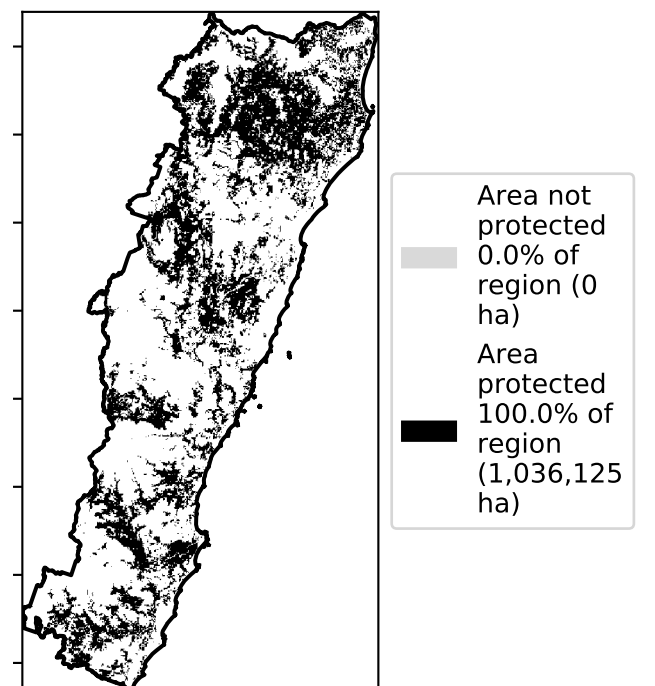 Area not
protected
0.0% of
region (0
ha)
Area
protected
100.0% of
region
(1,036,125
ha)